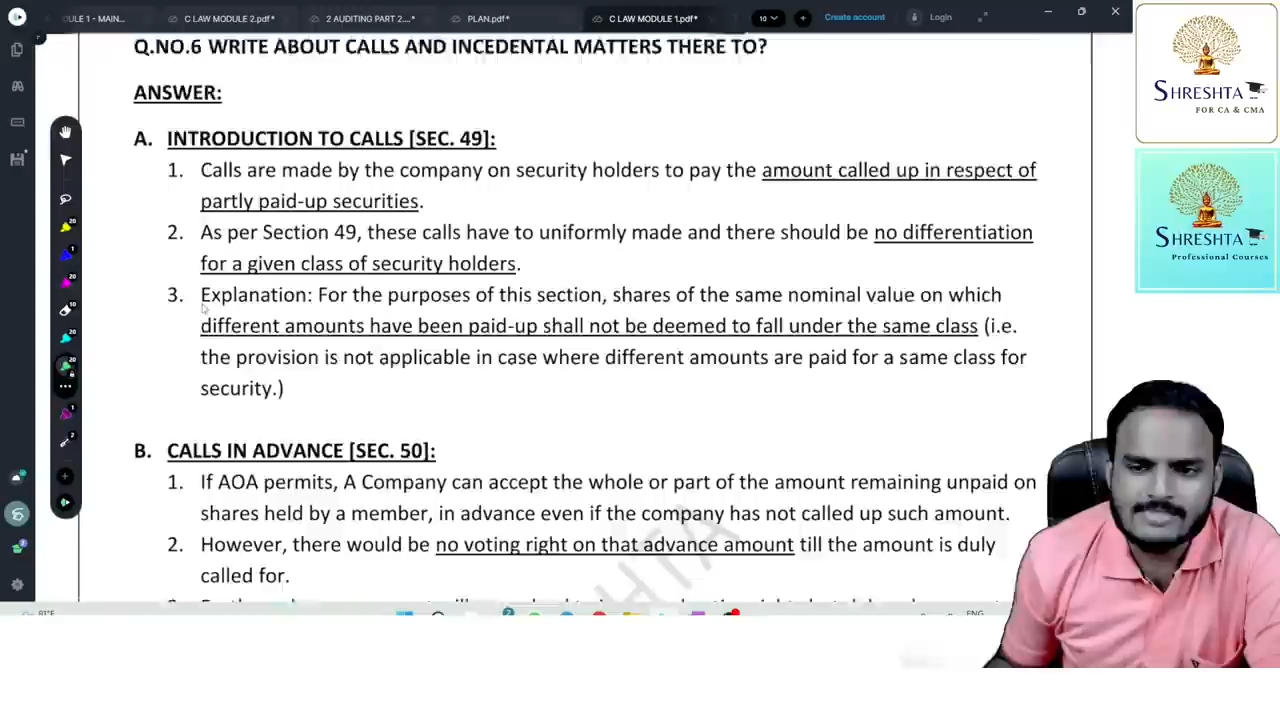 ULE 1 - MAIN...
C LAW MODULE 2.pdf*
2 AUDITING PART 2....*
PLAN.pdf*
C LAW MODULE 1.pdf*
10
Create account
Login
Q.NO.6 WRITE ABOUT CALLS AND INCEDENTAL MATTERS THERE TO?
ANSWER:
A. INTRODUCTION TO CALLS [SEC. 49]:
1. Calls are made by the company on security holders to pay the amount called up in respect of
partly paid-up securities.
2. As per Section 49, these calls have to uniformly made and there should be no differentiation
for a given class of security holders.
3. Explanation: For the purposes of this section, shares of the same nominal value on which
different amounts have been paid-up shall not be deemed to fall under the same class (i.e.
the provision is not applicable in case where different amounts are paid for a same class for
security.)
B. CALLS IN ADVANCE [SEC. 50]:
1. If AOA permits, A Company can accept the whole or part of the amount remaining unpaid on
shares held by a member, in advance even if the company has not called up such amount.
2. However, there would be no voting right on that advance amount till the amount is duly
called for.
HTA
ENG
SHRESHTA
FOR CA & CMA
SHRESHTA
Professional Courses